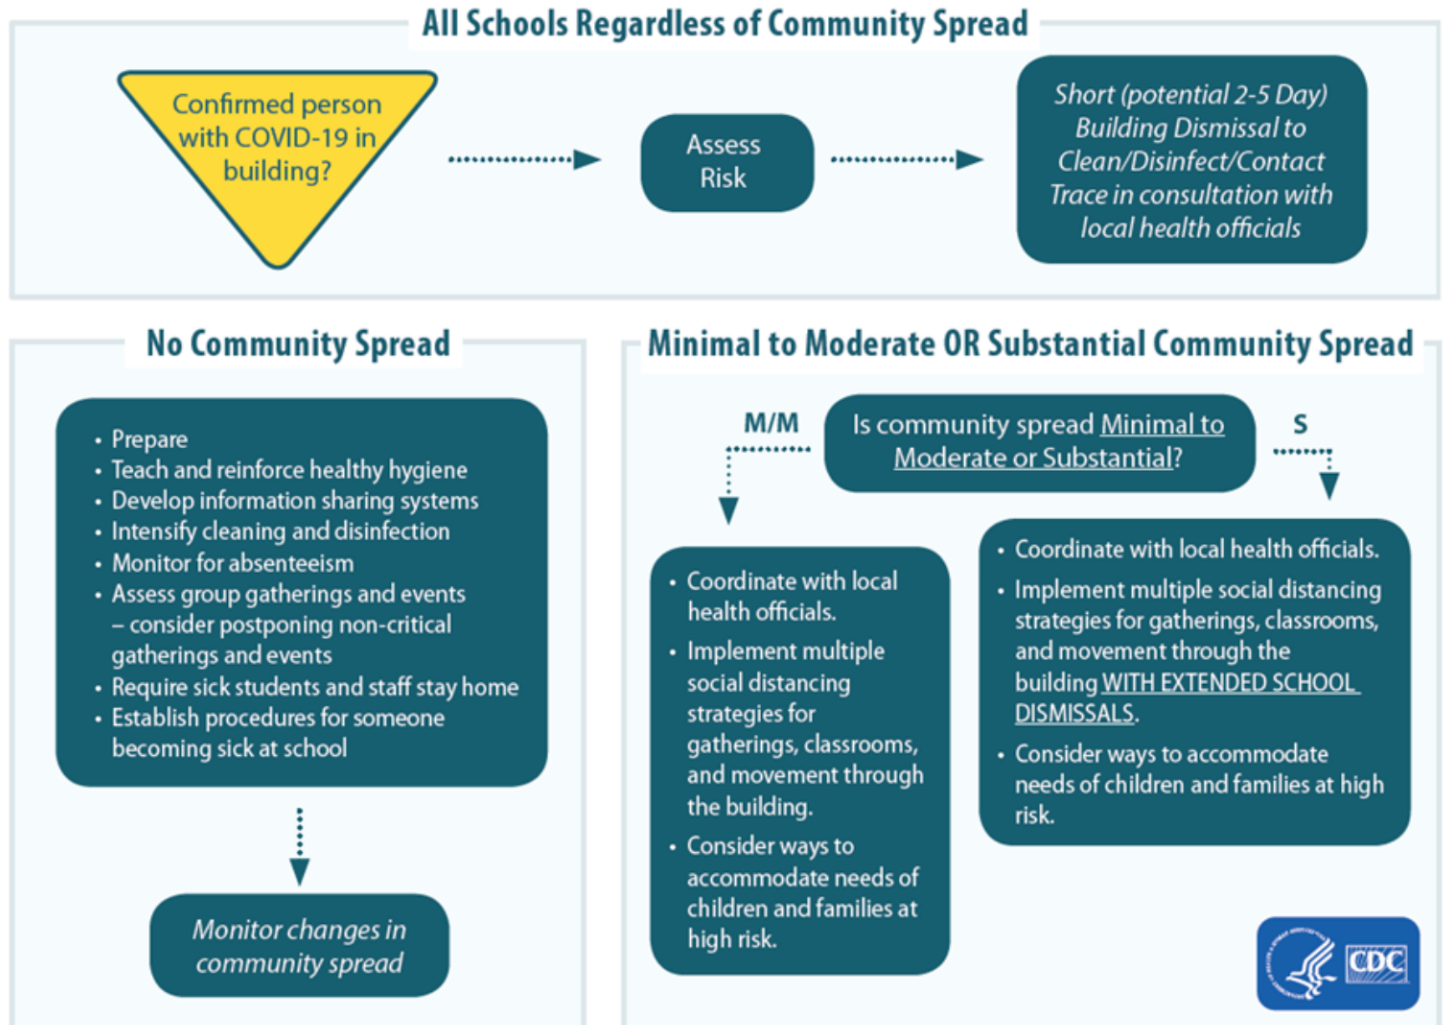 All Schools Regardless of Community Spread
Confirmed person
with COVID-19 in
building?
Assess
Risk
Short (potential 2-5 Day)
Building Dismissal to
Clean/Disinfect/Contact
Trace in consultation with
local health officials
No Community Spread
• Prepare
• Teach and reinforce healthy hygiene
• Develop information sharing systems
• Intensify cleaning and disinfection
• Monitor for absenteeism
• Assess group gatherings and events
– consider postponing non-critical
gatherings and events
• Require sick students and staff stay home
• Establish procedures for someone
becoming sick at school
Monitor changes in
community spread
Minimal to Moderate OR Substantial Community Spread
Is community spread Minimal to
Moderate or Substantial?
M/M
• Coordinate with local
health officials.
• Implement multiple
social distancing
strategies for
gatherings, classrooms,
and movement through
the building.
• Consider ways to
accommodate needs of
children and families at
high risk.
S
• Coordinate with local health officials.
• Implement multiple social distancing
strategies for gatherings, classrooms,
and movement through the
building WITH EXTENDED SCHOOL
DISMISSALS.
• Consider ways to accommodate
needs of children and families at high
risk.
CDC